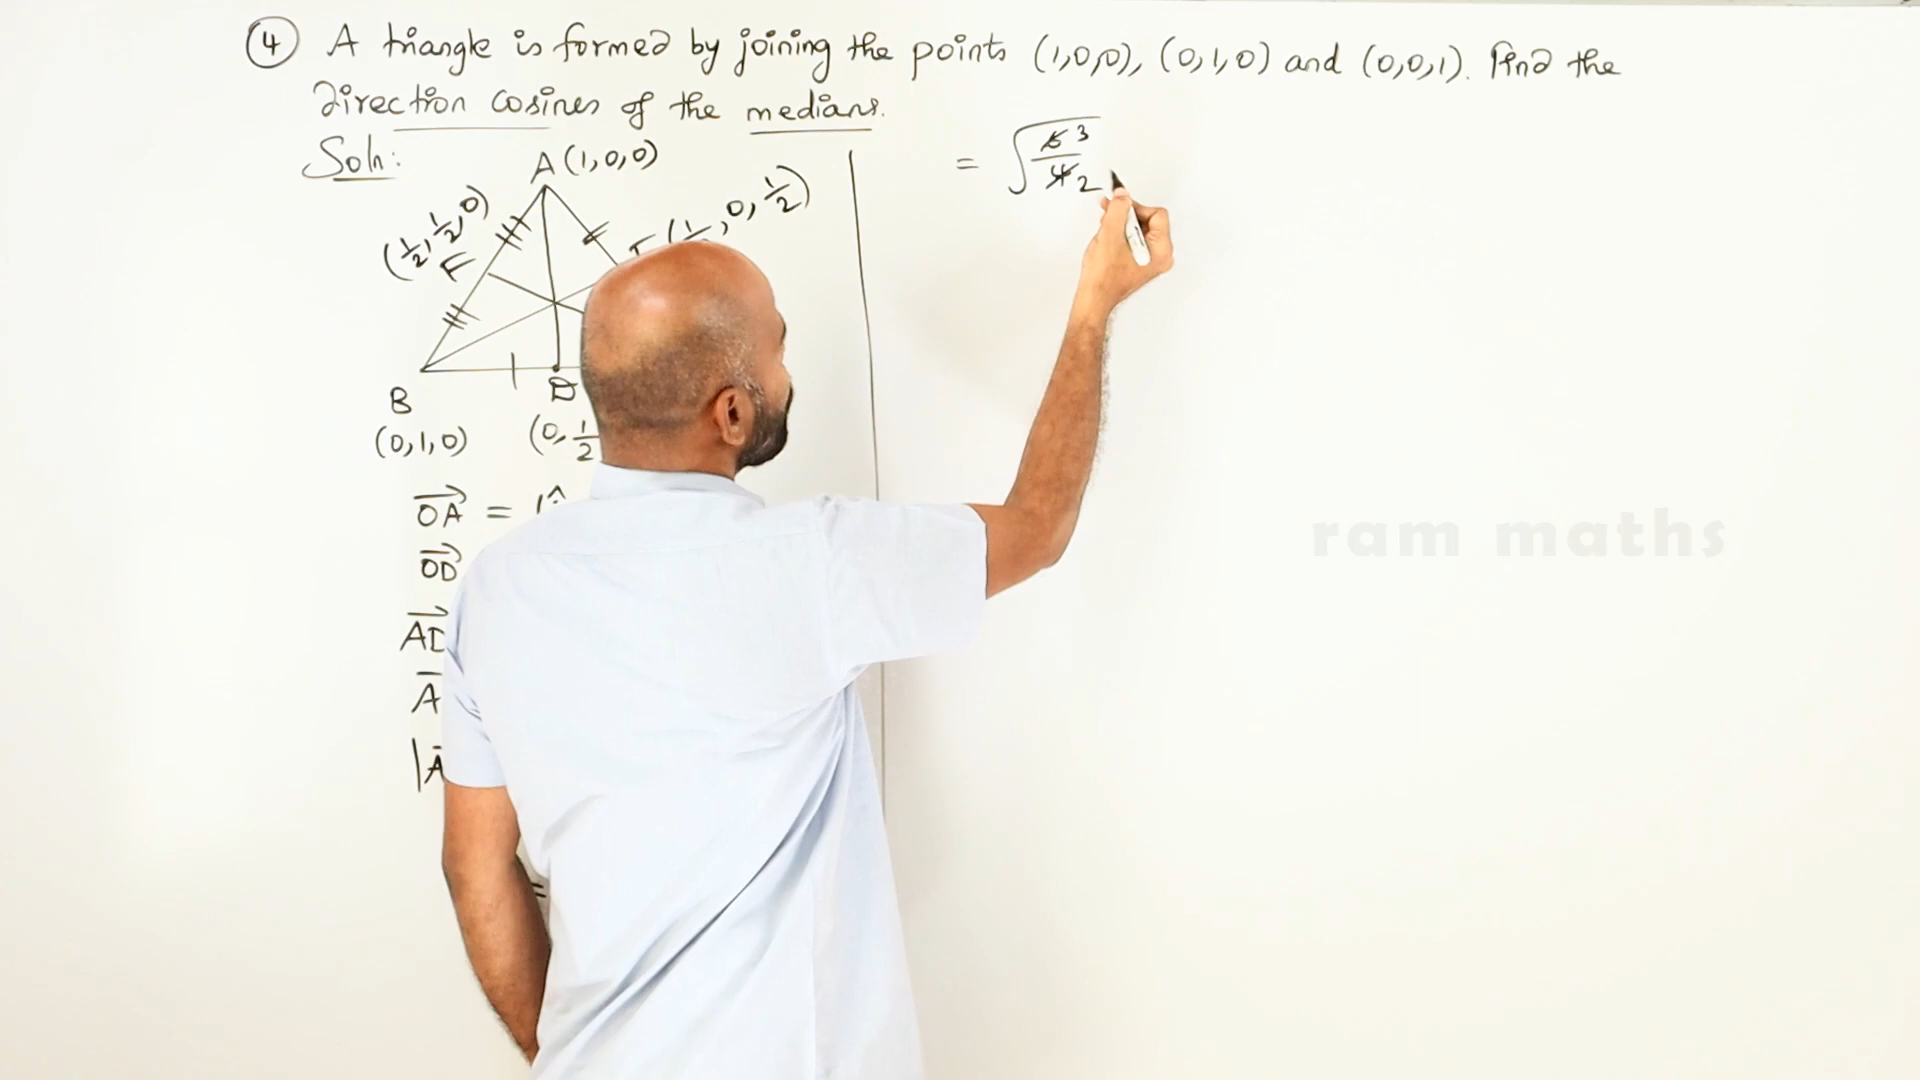 ④ A triangle is formed by joining the points (1,0,0), (0,1,0) and (0,0,1). Find the
direction cosines of the medians.
Soln:
A (1,0,0)
(1/2, 1/2, 0)
F
, 0, 1/2)
B
D
(0,1,0)
(0, 1/2
OA =
OD
AD
= √(6 3 / 4 2)
ram maths